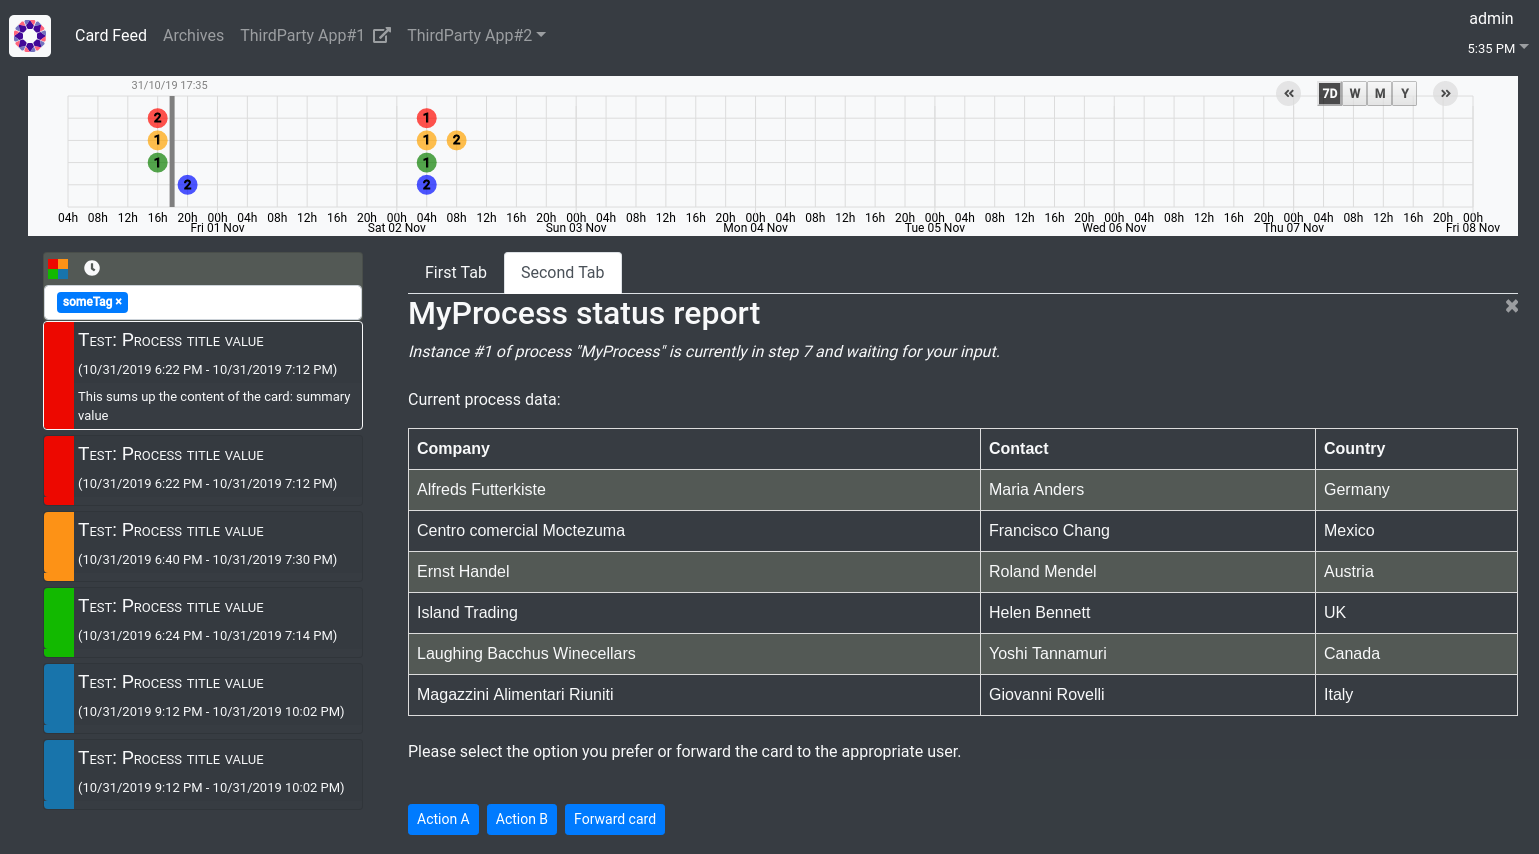 Card Feed Archives ThirdParty App#1 ThirdParty App#2
admin
5:35 PM
31/10/19 17:35
« 7D W M Y »
2 1
1 1 2
1 1
2 2
04h 08h 12h 16h 20h 00h 04h 08h 12h 16h 20h 00h 04h 08h 12h 16h 20h 00h 04h 08h 12h 16h 20h 00h 04h 08h 12h 16h 20h 00h 04h 08h 12h 16h 20h 00h 04h 08h 12h 16h 20h 00h 04h 08h 12h 16h 20h 00h
Fri 01 Nov Sat 02 Nov Sun 03 Nov Mon 04 Nov Tue 05 Nov Wed 06 Nov Thu 07 Nov Fri 08 Nov
someTag ×
Test: Process title value
(10/31/2019 6:22 PM - 10/31/2019 7:12 PM)
This sums up the content of the card: summary
value
Test: Process title value
(10/31/2019 6:22 PM - 10/31/2019 7:12 PM)
Test: Process title value
(10/31/2019 6:40 PM - 10/31/2019 7:30 PM)
Test: Process title value
(10/31/2019 6:24 PM - 10/31/2019 7:14 PM)
Test: Process title value
(10/31/2019 9:12 PM - 10/31/2019 10:02 PM)
Test: Process title value
(10/31/2019 9:12 PM - 10/31/2019 10:02 PM)
First Tab Second Tab
MyProcess status report
Instance #1 of process "MyProcess" is currently in step 7 and waiting for your input.
Current process data:
Company Contact Country
Alfreds Futterkiste Maria Anders Germany
Centro comercial Moctezuma Francisco Chang Mexico
Ernst Handel Roland Mendel Austria
Island Trading Helen Bennett UK
Laughing Bacchus Winecellars Yoshi Tannamuri Canada
Magazzini Alimentari Riuniti Giovanni Rovelli Italy
Please select the option you prefer or forward the card to the appropriate user.
Action A Action B Forward card